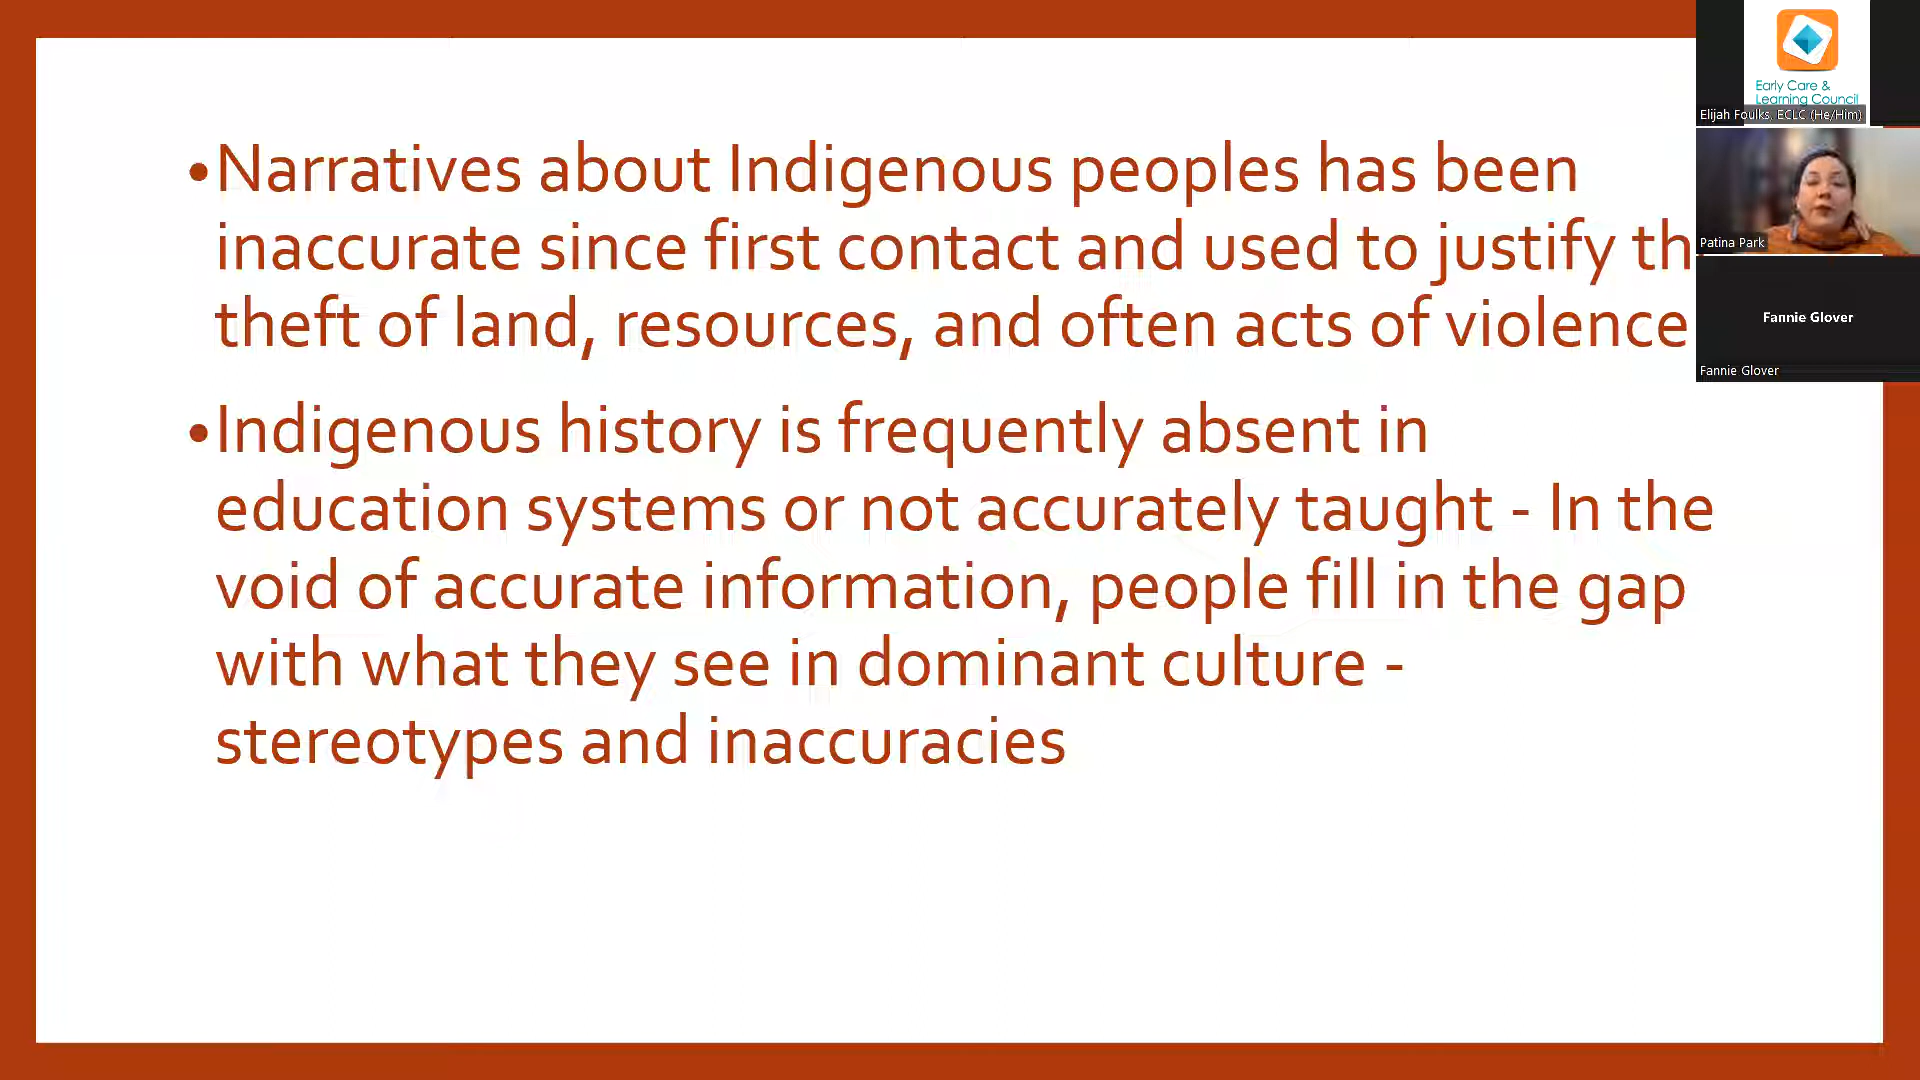 •Narratives about Indigenous peoples has been
inaccurate since first contact and used to justify th
theft of land, resources, and often acts of violence
•Indigenous history is frequently absent in
education systems or not accurately taught - In the
void of accurate information, people fill in the gap
with what they see in dominant culture -
stereotypes and inaccuracies
Early Care &
Learning Council
Elijah Foulks, ECLC (He/Him)
Patina Park
Fannie Glover
Fannie Glover